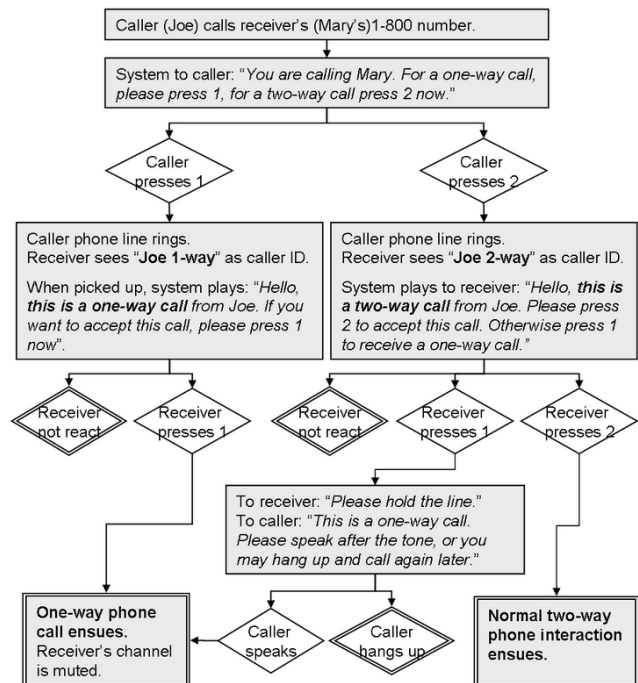 Caller (Joe) calls receiver's (Mary's)1-800 number.
System to caller: "You are calling Mary. For a one-way call,
please press 1, for a two-way call press 2 now."
Caller
presses 1
Caller
presses 2
Caller phone line rings.
Receiver sees "Joe 1-way" as caller ID.
When picked up, system plays: "Hello,
this is a one-way call from Joe. If you
want to accept this call, please press 1
now".
Caller phone line rings.
Receiver sees "Joe 2-way" as caller ID.
System plays to receiver: "Hello, this is
a two-way call from Joe. Please press
2 to accept this call. Otherwise press 1
to receive a one-way call."
Receiver
not react
Receiver
presses 1
Receiver
not react
Receiver
presses 1
Receiver
presses 2
To receiver: "Please hold the line."
To caller: "This is a one-way call.
Please speak after the tone, or you
may hang up and call again later."
One-way phone
call ensues.
Receiver's channel
is muted.
Caller
speaks
Caller
hangs up
Normal two-way
phone interaction
ensues.